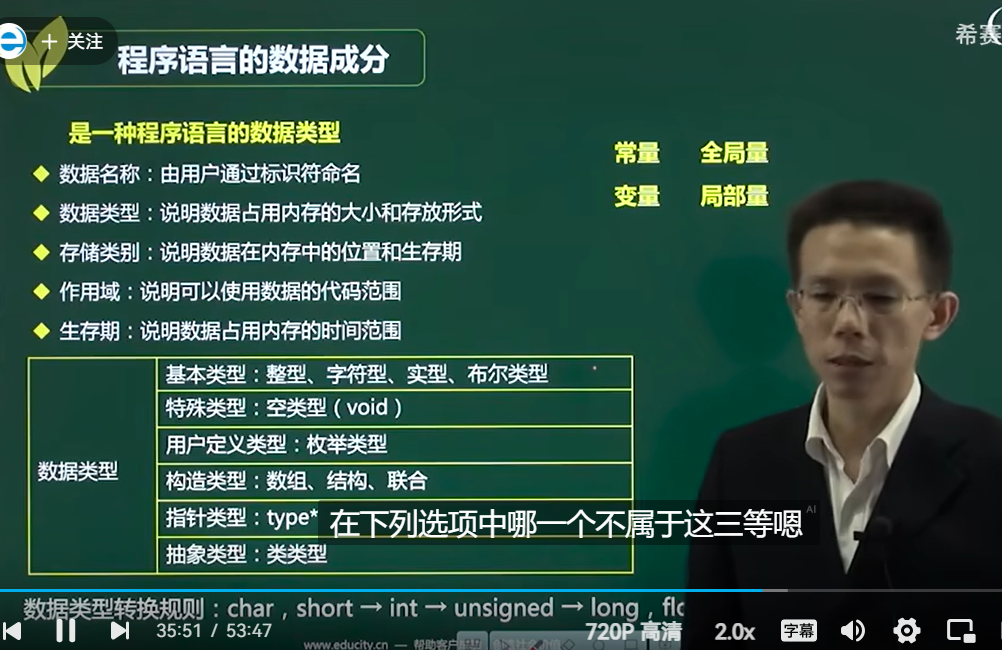 + 关注
希赛
程序语言的数据成分
是一种程序语言的数据类型
常量 全局量
变量 局部量
◆ 数据名称：由用户通过标识符命名
◆ 数据类型：说明数据占用内存的大小和存放形式
◆ 存储类别：说明数据在内存中的位置和生存期
◆ 作用域：说明可以使用数据的代码范围
◆ 生存期：说明数据占用内存的时间范围
数据类型
基本类型：整型、字符型、实型、布尔类型
特殊类型：空类型（void）
用户定义类型：枚举类型
构造类型：数组、结构、联合
指针类型：type*
抽象类型：类类型
在下列选项中哪一个不属于这三等嗯
AI
数据类型转换规则：char，short → int → unsigned → long，flo
35:51 / 53:47
720P 高清
2.0x
字幕
www.educity.cn — 帮助客户